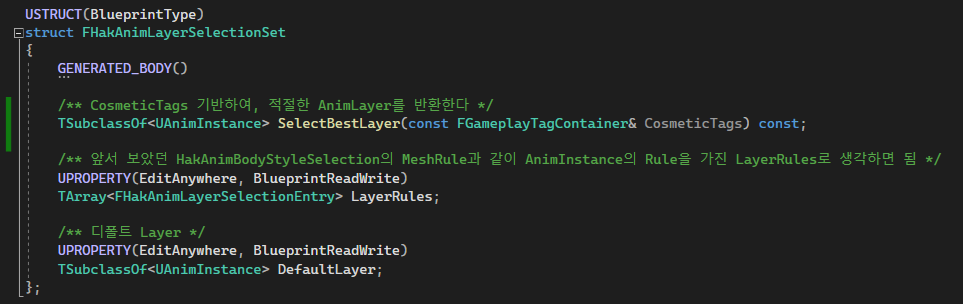 USTRUCT(BlueprintType)
struct FHakAnimLayerSelectionSet
{
GENERATED_BODY()
/** CosmeticTags 기반하여, 적절한 AnimLayer를 반환한다 */
TSubclassOf<UAnimInstance> SelectBestLayer(const FGameplayTagContainer& CosmeticTags) const;
/** 앞서 보았던 HakAnimBodyStyleSelection의 MeshRule과 같이 AnimInstance의 Rule을 가진 LayerRules로 생각하면 됨 */
UPROPERTY(EditAnywhere, BlueprintReadWrite)
TArray<FHakAnimLayerSelectionEntry> LayerRules;
/** 디폴트 Layer */
UPROPERTY(EditAnywhere, BlueprintReadWrite)
TSubclassOf<UAnimInstance> DefaultLayer;
};